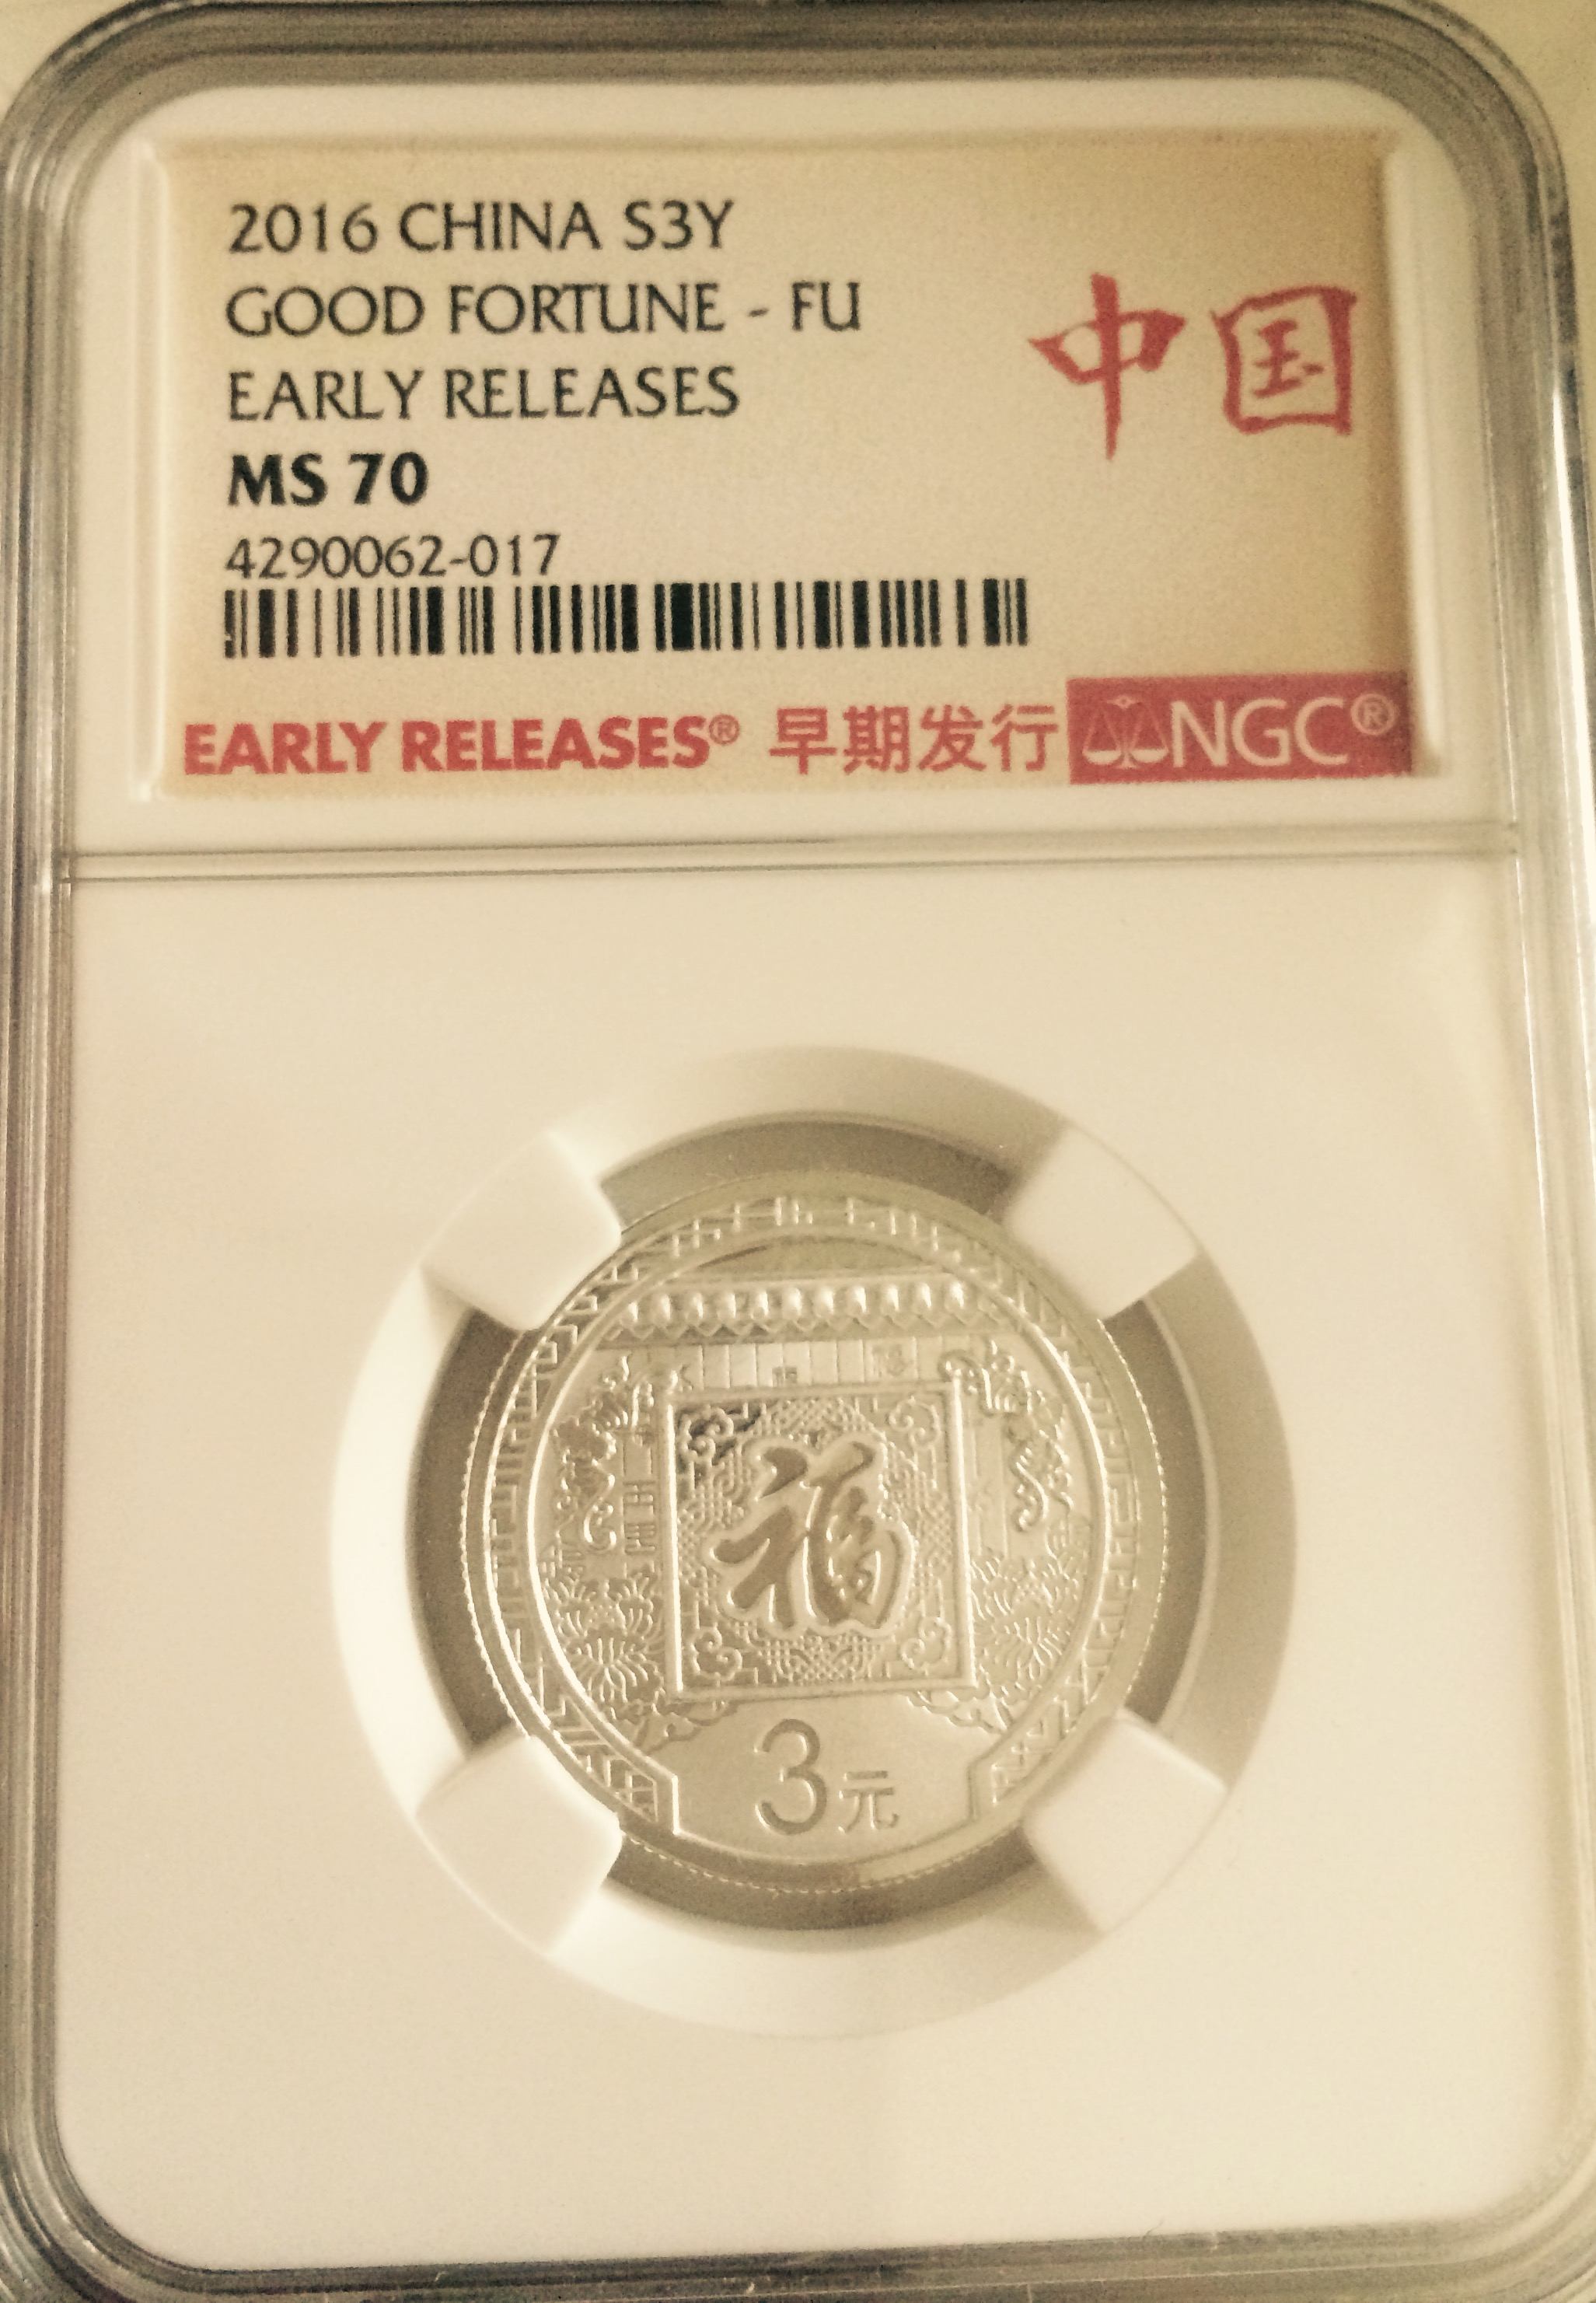 2016 CHINA S3Y
GOOD FORTUNE - FU
EARLY RELEASES
MS 70
4290062-017
中国
EARLY RELEASES® 早期发行 NGC®
福
3元